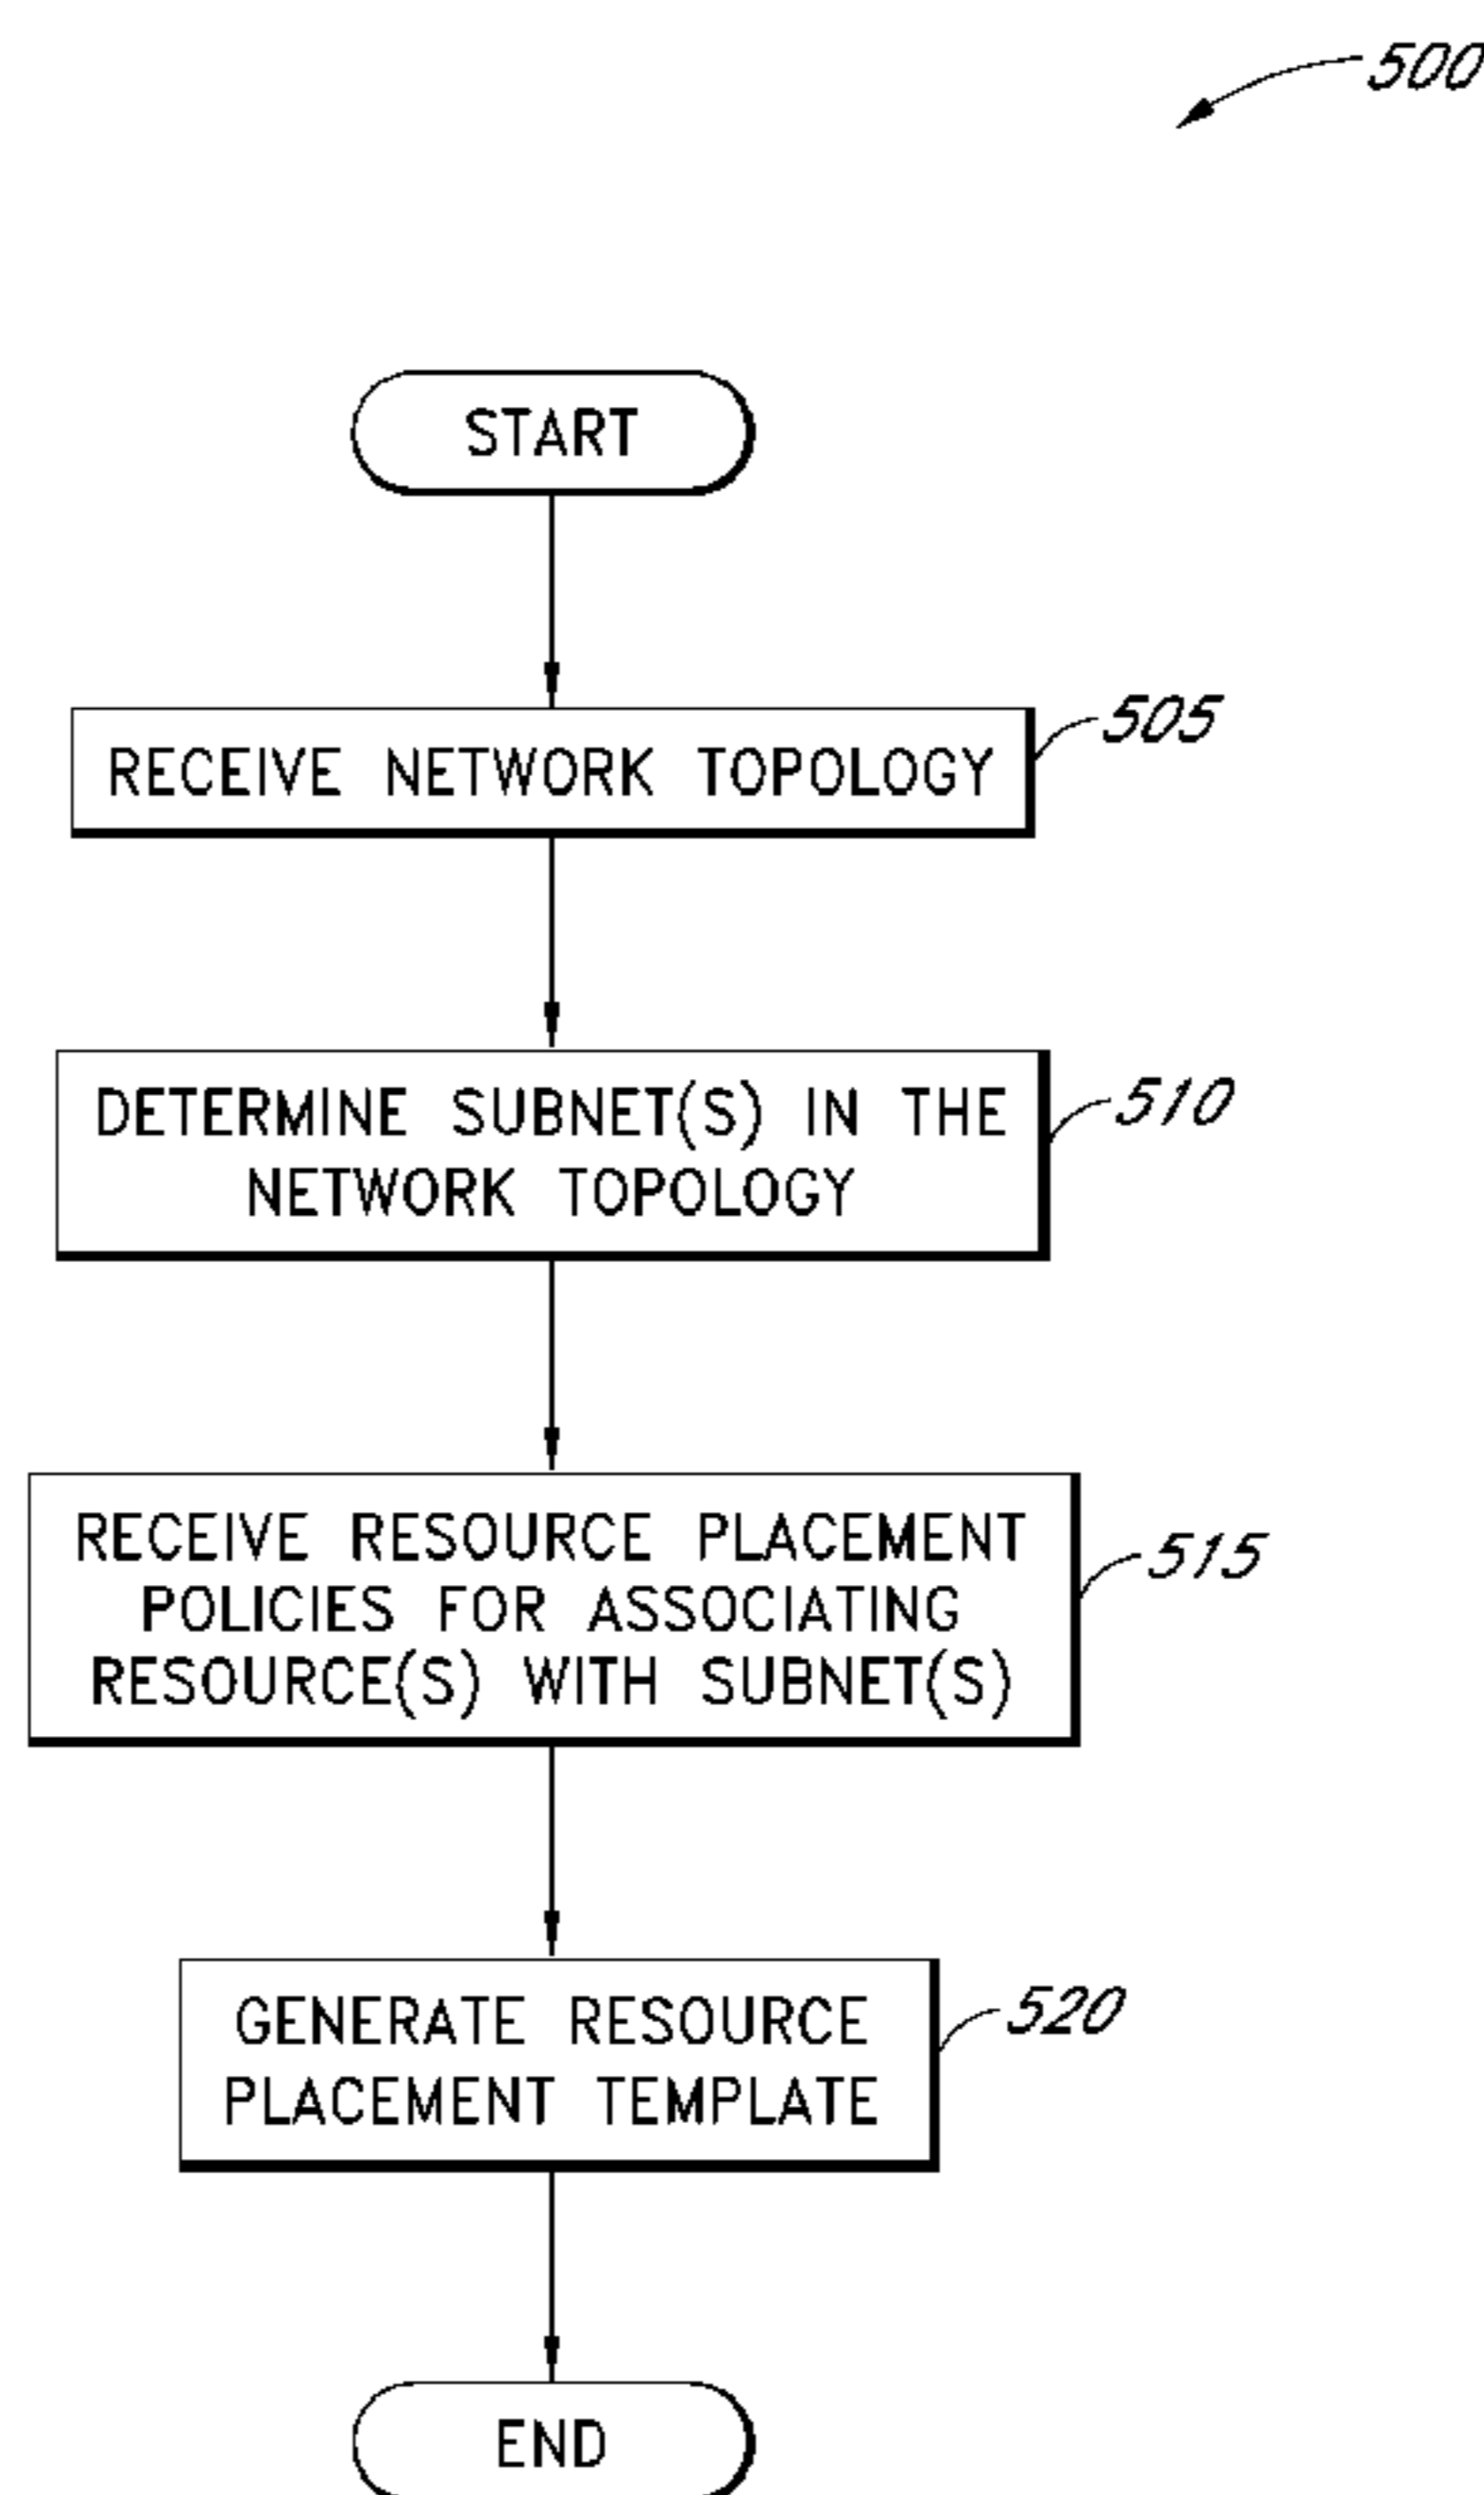 500
START
RECEIVE NETWORK TOPOLOGY
505
DETERMINE SUBNET(S) IN THE
NETWORK TOPOLOGY
510
RECEIVE RESOURCE PLACEMENT
POLICIES FOR ASSOCIATING
RESOURCE(S) WITH SUBNET(S)
515
GENERATE RESOURCE
PLACEMENT TEMPLATE
520
END